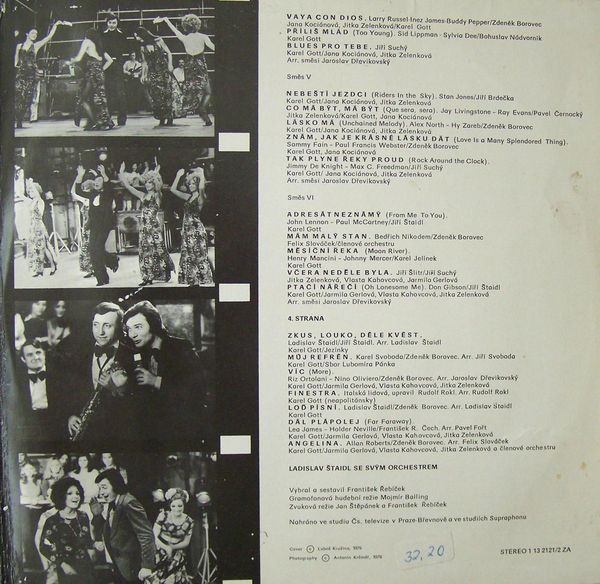 VAYA CON DIOS. Larry Russel-Inez James-Buddy Pepper/Zdeněk Borovec
Jana Kociánová, Jitka Zelenková/Karel Gott
PŘÍLIŠ MLÁD (Too Young). Sid Lippman - Sylvia Dee/Bohuslav Nádvorník
Karel Gott
BLUES PRO TEBE. Jiří Suchý
Karel Gott/Jana Kociánová, Jitka Zelenková
Arr. směsi Jaroslav Dřevikovský
Směs V
NEBEŠTÍ JEZDCI (Riders In the Sky). Stan Jones/Jiří Brdečka
Karel Gott/Jana Kociánová, Jitka Zelenková
CO MÁ BÝT, MÁ BÝT (Que sera, sera). Jay Livingstone - Ray Evans/Pavel Černocký
Jitka Zelenková/Karel Gott, Jana Kociánová
LÁSKO MÁ (Unchained Melody). Alex North - Hy Zareb/Zdeněk Borovec
Karel Gott/Jana Kociánová, Jitka Zelenková
ZNÁM, JAK JE KRÁSNÉ LÁSKU DÁT (Love Is a Many Splendored Thing).
Sammy Fain - Paul Francis Webster/Zdeněk Borovec
Karel Gott, Jana Kociánová
TAK PLYNE ŘEKY PROUD (Rock Around the Clock).
Jimmy De Knight - Max C. Freedman/Jiří Suchý
Karel Gott/Jana Kociánová, Jitka Zelenková
Arr. směsi Jaroslav Dřevikovský
Směs VI
ADRESÁT NEZNÁMÝ (From Me To You).
John Lennon - Paul McCartney/Jiří Štaidl
Karel Gott
MÁM MALÝ STAN. Bedřich Nikodem/Zdeněk Borovec
Felix Slováček/členové orchestru
MĚSÍČNÍ ŘEKA (Moon River).
Henry Mancini - Johnny Mercer/Karel Jelínek
Karel Gott
VČERA NEDĚLE BYLA. Jiří Šlitr/Jiří Suchý
Jitka Zelenková, Vlasta Kahovcová, Jarmila Gerlová
PTAČÍ NÁŘEČÍ (Oh Lonesome Me). Don Gibson/Jiří Štaidl
Karel Gott/Jarmila Gerlová, Vlasta Kahovcová, Jitka Zelenková
Arr. směsi Jaroslav Dřevikovský
4. STRANA
ZKUS, LOUKO, DÉLE KVÉST.
Ladislav Štaidl/Jiří Štaidl. Arr. Ladislav Štaidl
Karel Gott/Jezinky
MŮJ REFRÉN. Karel Svoboda/Zdeněk Borovec. Arr. Jiří Svoboda
Karel Gott/Sbor Lubomíra Pánka
VÍC (More).
Riz Ortolani - Nino Oliviero/Zdeněk Borovec. Arr. Jaroslav Dřevikovský
Karel Gott/Jarmila Gerlová, Vlasta Kahovcová, Jitka Zelenková
FINESTRA. Italská lidová, upravil Rudolf Rokl. Arr. Rudolf Rokl
Karel Gott (neapolitánsky)
LOĎ PÍSNÍ. Ladislav Štaidl/Zdeněk Borovec. Arr. Ladislav Štaidl
Karel Gott
DÁL PLÁPOLEJ (Far Faraway).
Lea James - Holder Neville/František R. Čech. Arr. Pavel Fořt
Karel Gott/Jarmila Gerlová, Vlasta Kahovcová, Jitka Zelenková
ANGELINA. Allan Roberts/Zdeněk Borovec. Arr. Felix Slováček
Karel Gott/Jarmila Gerlová, Vlasta Kahovcová, Jitka Zelenková a členové orchestru
LADISLAV ŠTAIDL SE SVÝM ORCHESTREM
Vybral a sestavil František Řebíček
Gramofonová hudební režie Mojmír Balling
Zvuková režie Jan Štěpánek a František Řebíček
Nahráno ve studiu Čs. televize v Praze-Břevnově a ve studiích Supraphonu
Cover © Luboš Kružina, 1976
Photography © Antonín Krčmář, 1976
32,20
STEREO 1 13 2121/2 ZA